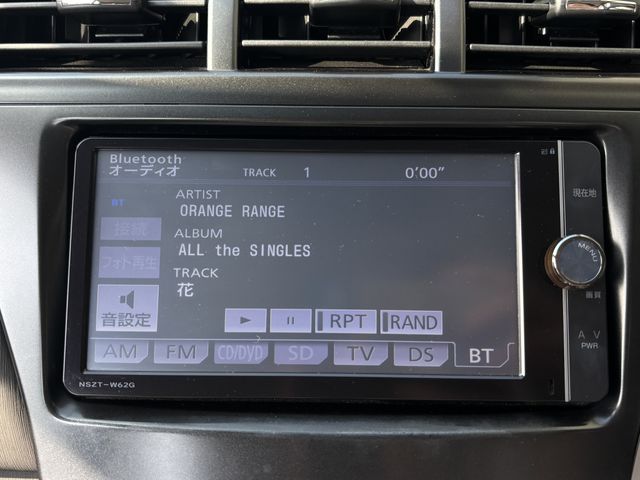 Bluetooth
オーディオ TRACK 1 0'00"
BT
ARTIST
ORANGE RANGE
接続
ALBUM
ALL the SINGLES
フォト再生
TRACK
花
音設定
RPT RAND
AM FM CD/DVD SD TV DS BT
NSZT-W62G
現在地
MENU
画質
A V
PWR